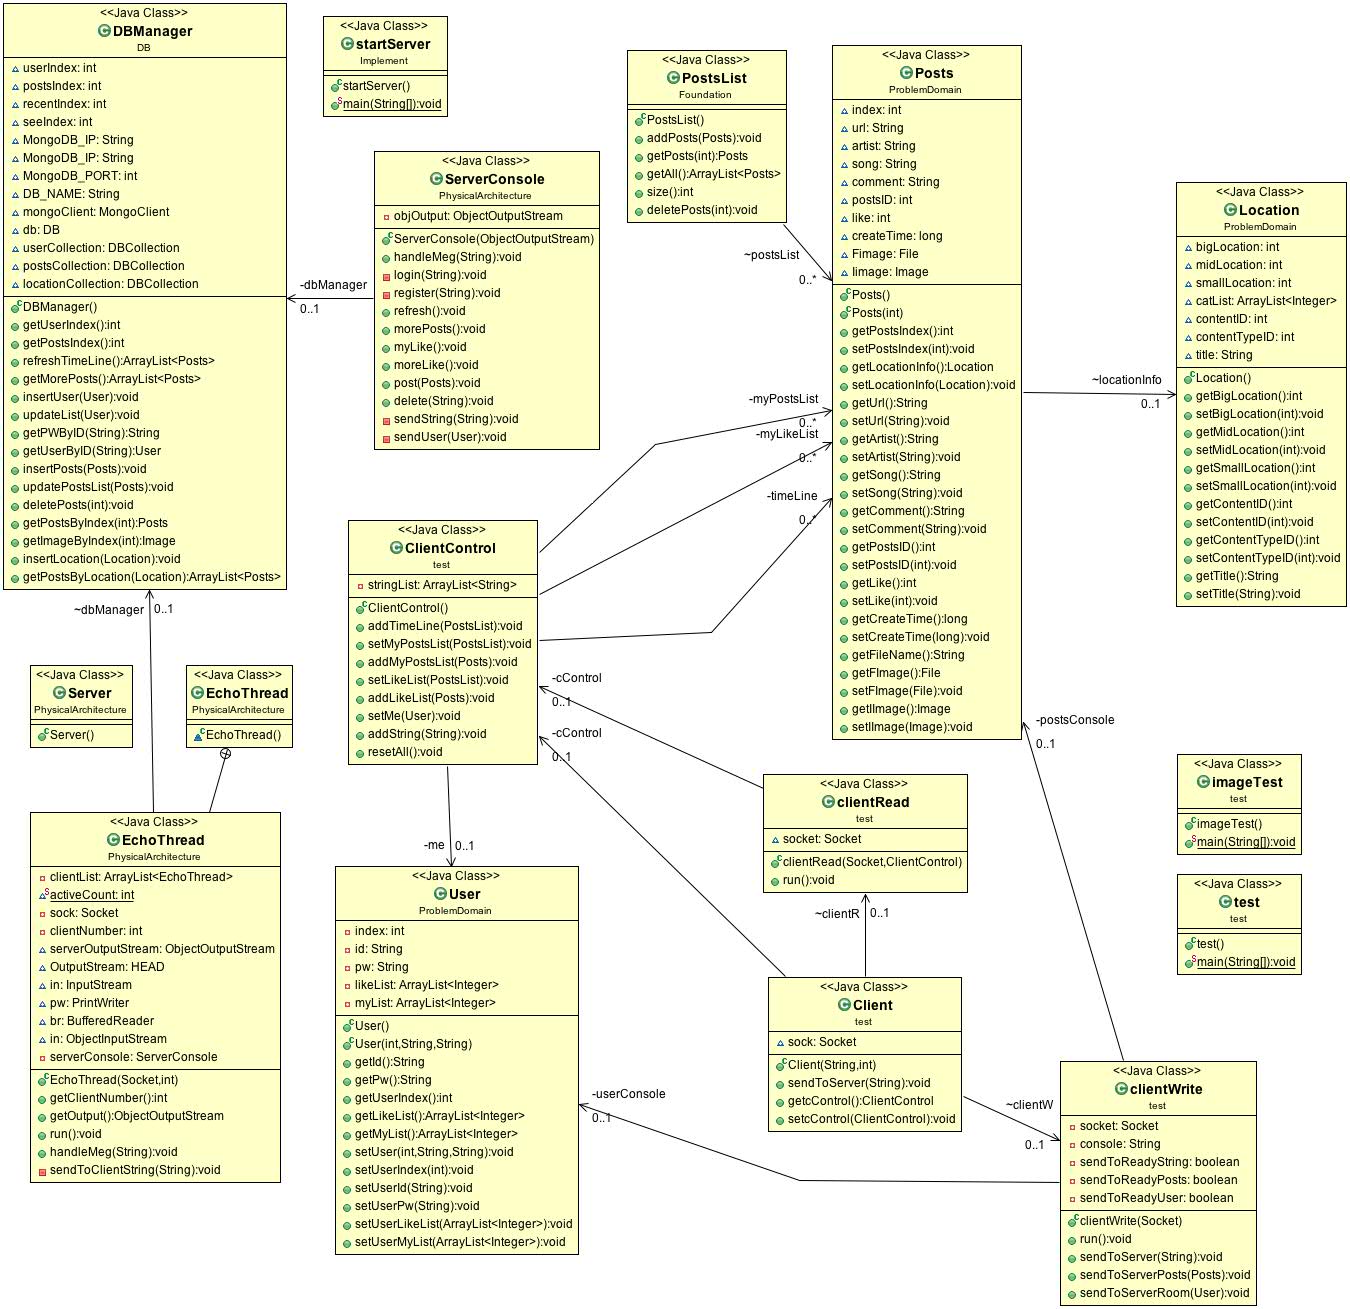 <<Java Class>>
DBManager
DB
userIndex: int
postsIndex: int
recentIndex: int
seeIndex: int
MongoDB_IP: String
MongoDB_IP: String
MongoDB_PORT: int
DB_NAME: String
mongoClient: MongoClient
db: DB
userCollection: DBCollection
postsCollection: DBCollection
locationCollection: DBCollection
DBManager()
getUserIndex():int
getPostsIndex():int
refreshTimeLine():ArrayList<Posts>
getMorePosts():ArrayList<Posts>
insertUser(User):void
updateList(User):void
getPWByID(String):String
getUserByID(String):User
insertPosts(Posts):void
updatePostsList(Posts):void
deletePosts(int):void
getPostsByIndex(int):Posts
getImageByIndex(int):Image
insertLocation(Location):void
getPostsByLocation(Location):ArrayList<Posts>
<<Java Class>>
startServer
Implement
startServer()
main(String[]):void
<<Java Class>>
ServerConsole
PhysicalArchitecture
objOutput: ObjectOutputStream
ServerConsole(ObjectOutputStream)
handleMeg(String):void
login(String):void
register(String):void
refresh():void
morePosts():void
myLike():void
moreLike():void
post(Posts):void
delete(String):void
sendString(String):void
sendUser(User):void
-dbManager
0..1
<<Java Class>>
PostsList
Foundation
PostsList()
addPosts(Posts):void
getPosts(int):Posts
getAll():ArrayList<Posts>
size():int
deletePosts(int):void
~postsList
0..*
<<Java Class>>
Posts
ProblemDomain
index: int
url: String
artist: String
song: String
comment: String
postsID: int
like: int
createTime: long
Fimage: File
Iimage: Image
Posts()
Posts(int)
getPostsIndex():int
setPostsIndex(int):void
getLocationInfo():Location
setLocationInfo(Location):void
getUrl():String
setUrl(String):void
getArtist():String
setArtist(String):void
getSong():String
setSong(String):void
getComment():String
setComment(String):void
getPostsID():int
setPostsID(int):void
getLike():int
setLike(int):void
getCreateTime():long
setCreateTime(long):void
getFileName():String
getFImage():File
setFImage(File):void
getIImage():Image
setIImage(Image):void
<<Java Class>>
Location
ProblemDomain
bigLocation: int
midLocation: int
smallLocation: int
catList: ArrayList<Integer>
contentID: int
contentTypeID: int
title: String
Location()
getBigLocation():int
setBigLocation(int):void
getMidLocation():int
setMidLocation(int):void
getSmallLocation():int
setSmallLocation(int):void
getContentID():int
setContentID(int):void
getContentTypeID():int
setContentTypeID(int):void
getTitle():String
setTitle(String):void
~locationInfo
0..1
-myPostsList
0..*
-myLikeList
0..*
-timeLine
0..*
<<Java Class>>
ClientControl
test
stringList: ArrayList<String>
ClientControl()
addTimeLine(PostsList):void
setMyPostsList(PostsList):void
addMyPostsList(Posts):void
setLikeList(PostsList):void
addLikeList(Posts):void
setMe(User):void
addString(String):void
resetAll():void
~dbManager
0..1
<<Java Class>>
Server
PhysicalArchitecture
Server()
<<Java Class>>
EchoThread
PhysicalArchitecture
EchoThread()
<<Java Class>>
EchoThread
PhysicalArchitecture
clientList: ArrayList<EchoThread>
activeCount: int
sock: Socket
clientNumber: int
serverOutputStream: ObjectOutputStream
OutputStream: HEAD
in: InputStream
pw: PrintWriter
br: BufferedReader
in: ObjectInputStream
serverConsole: ServerConsole
EchoThread(Socket,int)
getClientNumber():int
getOutput():ObjectOutputStream
run():void
handleMeg(String):void
sendToClientString(String):void
-cControl
0..1
-cControl
0..1
-me
0..1
<<Java Class>>
User
ProblemDomain
index: int
id: String
pw: String
likeList: ArrayList<Integer>
myList: ArrayList<Integer>
User()
User(int,String,String)
getId():String
getPw():String
getUserIndex():int
getLikeList():ArrayList<Integer>
getMyList():ArrayList<Integer>
setUser(int,String,String):void
setUserIndex(int):void
setUserId(String):void
setUserPw(String):void
setUserLikeList(ArrayList<Integer>):void
setUserMyList(ArrayList<Integer>):void
<<Java Class>>
clientRead
test
socket: Socket
clientRead(Socket,ClientControl)
run():void
~clientR
0..1
<<Java Class>>
Client
test
sock: Socket
Client(String,int)
sendToServer(String):void
getcControl():ClientControl
setcControl(ClientControl):void
-userConsole
0..1
~clientW
0..1
-postsConsole
0..1
<<Java Class>>
clientWrite
test
socket: Socket
console: String
sendToReadyString: boolean
sendToReadyPosts: boolean
sendToReadyUser: boolean
clientWrite(Socket)
run():void
sendToServer(String):void
sendToServerPosts(Posts):void
sendToServerRoom(User):void
<<Java Class>>
imageTest
test
imageTest()
main(String[]):void
<<Java Class>>
test
test
test()
main(String[]):void